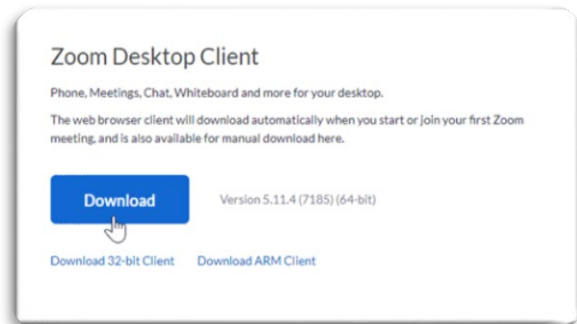 Zoom Desktop Client
Phone, Meetings, Chat, Whiteboard and more for your desktop.
The web browser client will download automatically when you start or join your first Zoom
meeting, and is also available for manual download here.
Download Version 5.11.4 (7185) (64-bit)
Download 32-bit Client Download ARM Client